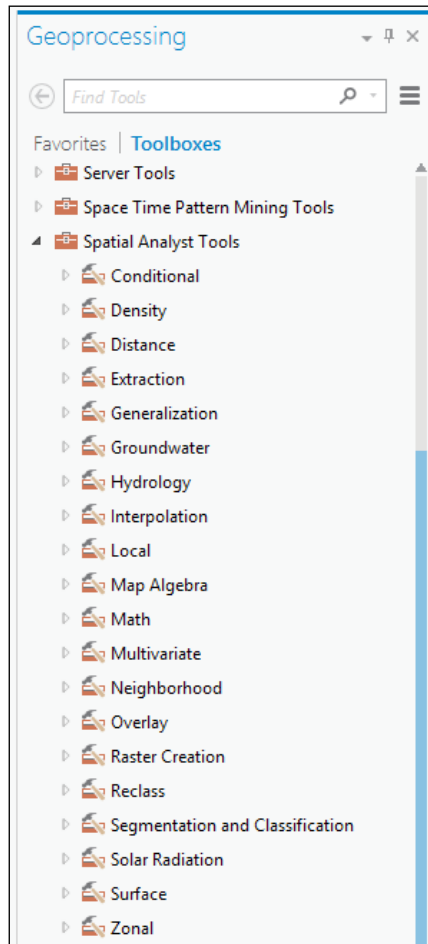 Geoprocessing
Find Tools
Favorites | Toolboxes
Server Tools
Space Time Pattern Mining Tools
Spatial Analyst Tools
Conditional
Density
Distance
Extraction
Generalization
Groundwater
Hydrology
Interpolation
Local
Map Algebra
Math
Multivariate
Neighborhood
Overlay
Raster Creation
Reclass
Segmentation and Classification
Solar Radiation
Surface
Zonal